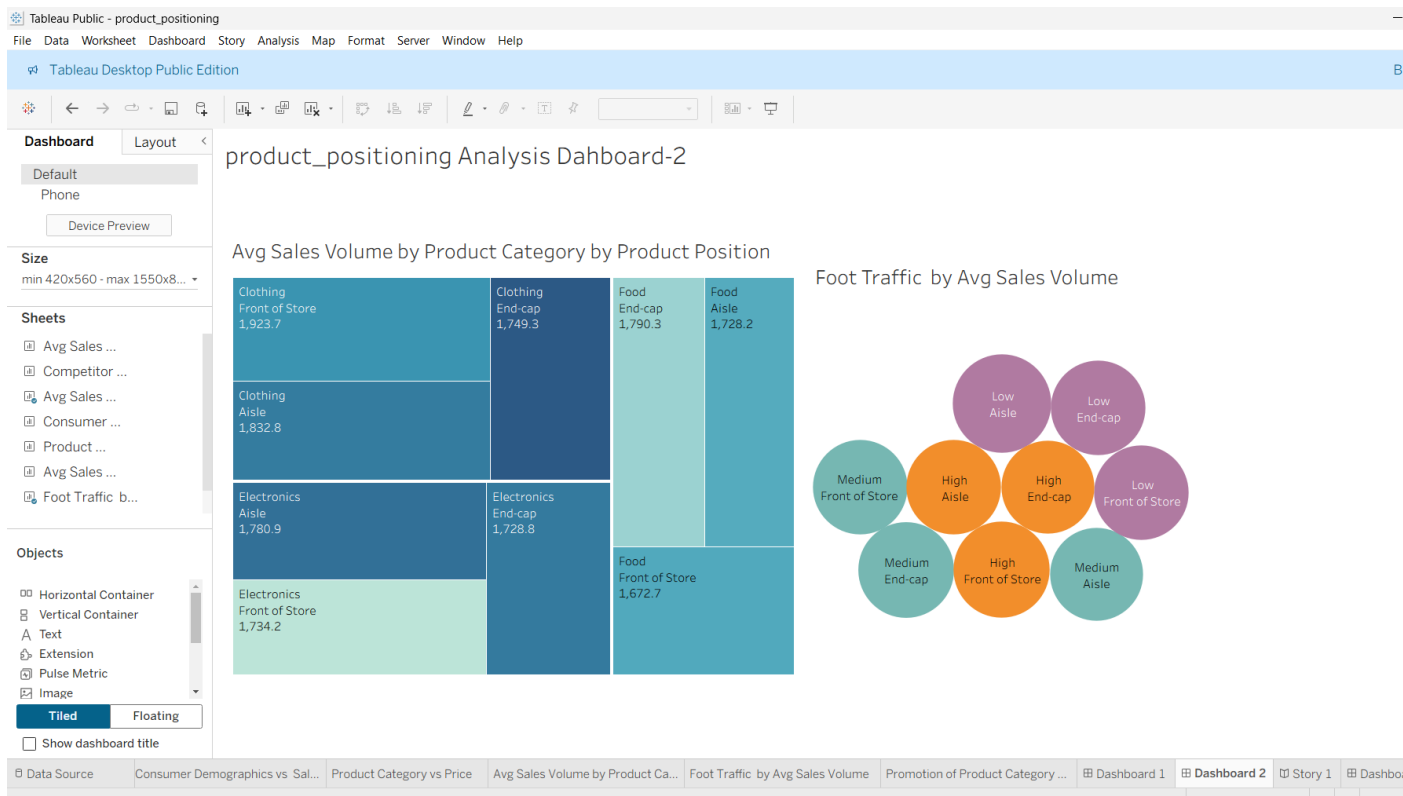 Tableau Public - product_positioning
File Data Worksheet Dashboard Story Analysis Map Format Server Window Help
Tableau Desktop Public Edition
B
Dashboard Layout
Default
Phone
Device Preview
Size
min 420x560 - max 1550x8...
Sheets
Avg Sales ...
Competitor ...
Avg Sales ...
Consumer ...
Product ...
Avg Sales ...
Foot Traffic b...
Objects
Horizontal Container
Vertical Container
Text
Extension
Pulse Metric
Image
Tiled Floating
Show dashboard title
product_positioning Analysis Dahboard-2
Avg Sales Volume by Product Category by Product Position
Clothing
Front of Store
1,923.7
Clothing
End-cap
1,749.3
Food
End-cap
1,790.3
Food
Aisle
1,728.2
Clothing
Aisle
1,832.8
Electronics
Aisle
1,780.9
Electronics
End-cap
1,728.8
Food
Front of Store
1,672.7
Electronics
Front of Store
1,734.2
Foot Traffic by Avg Sales Volume
Low
Aisle
Low
End-cap
Medium
Front of Store
High
Aisle
High
End-cap
Low
Front of Store
Medium
End-cap
High
Front of Store
Medium
Aisle
Data Source Consumer Demographics vs Sal... Product Category vs Price Avg Sales Volume by Product Ca... Foot Traffic by Avg Sales Volume Promotion of Product Category ... Dashboard 1 Dashboard 2 Story 1 Dashboa